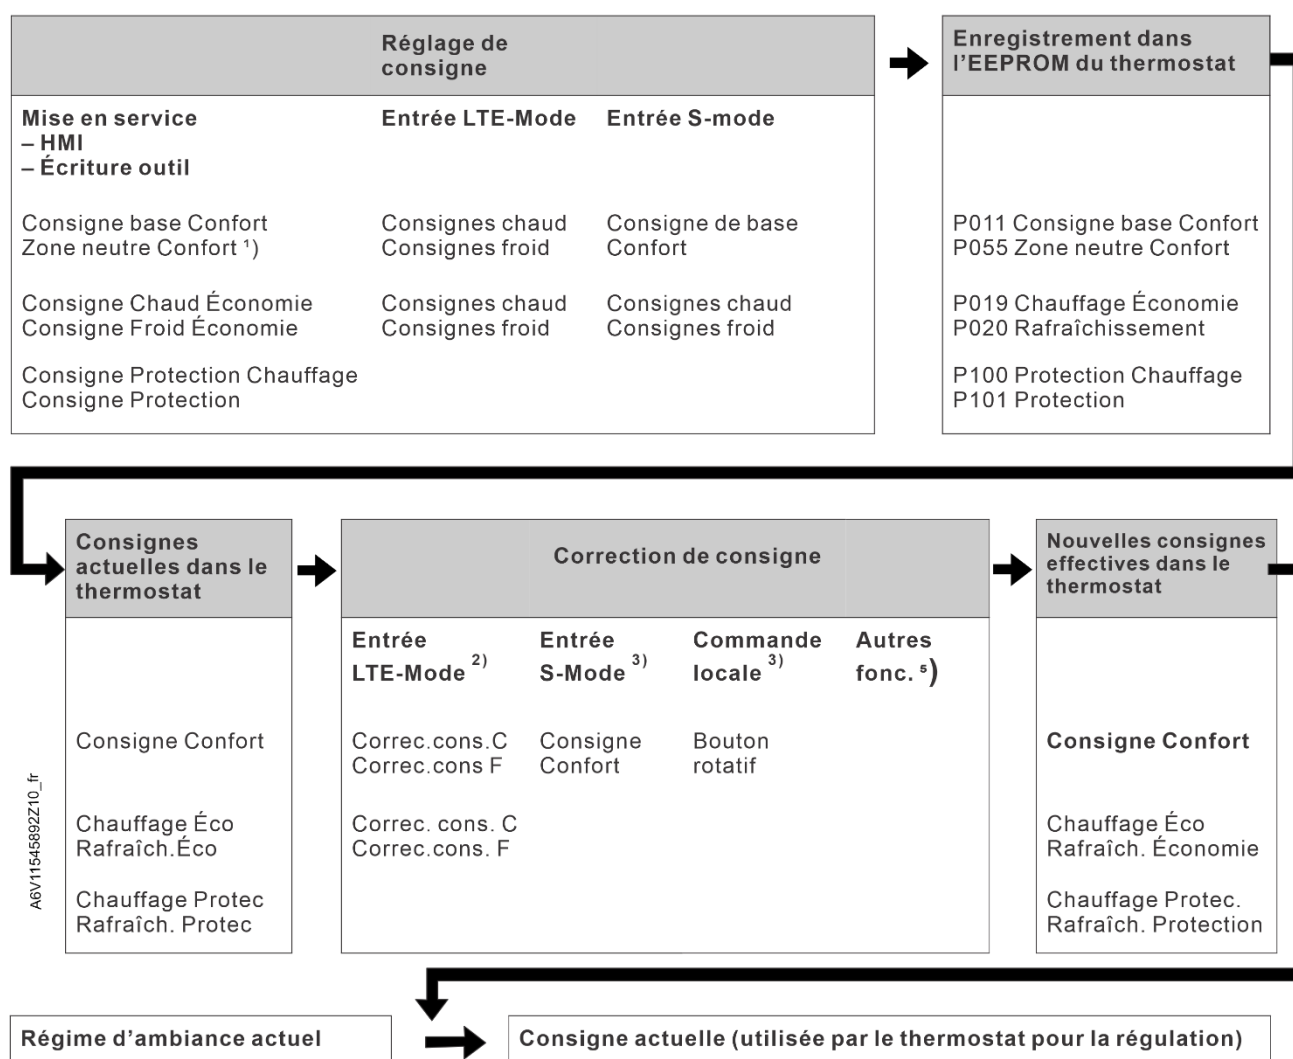 Réglage de
consigne
Enregistrement dans
l'EEPROM du thermostat
Mise en service
– HMI
– Écriture outil
Entrée LTE-Mode
Entrée S-mode
Consigne base Confort
Zone neutre Confort ¹)
Consignes chaud
Consignes froid
Consigne de base
Confort
P011 Consigne base Confort
P055 Zone neutre Confort
Consigne Chaud Économie
Consigne Froid Économie
Consignes chaud
Consignes froid
Consignes chaud
Consignes froid
P019 Chauffage Économie
P020 Rafraîchissement
Consigne Protection Chauffage
Consigne Protection
P100 Protection Chauffage
P101 Protection
Consignes
actuelles dans le
thermostat
Correction de consigne
Nouvelles consignes
effectives dans le
thermostat
Entrée
LTE-Mode 2)
Entrée
S-Mode 3)
Commande
locale 3)
Autres
fonc. ⁵)
Consigne Confort
Correc.cons.C
Correc.cons F
Consigne
Confort
Bouton
rotatif
Consigne Confort
Chauffage Éco
Rafraîch.Éco
Correc. cons. C
Correc.cons. F
Chauffage Éco
Rafraîch. Économie
Chauffage Protec
Rafraîch. Protec
Chauffage Protec.
Rafraîch. Protection
A6V11545892Z10_fr
Régime d'ambiance actuel
Consigne actuelle (utilisée par le thermostat pour la régulation)